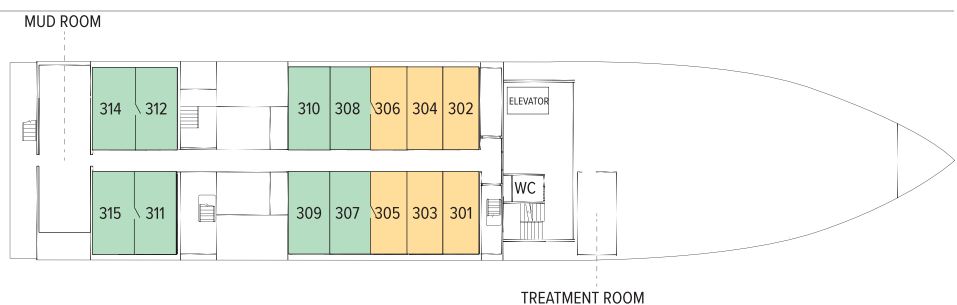 MUD ROOM
314 312 310 308 306 304 302
ELEVATOR
WC
315 311 309 307 305 303 301
TREATMENT ROOM